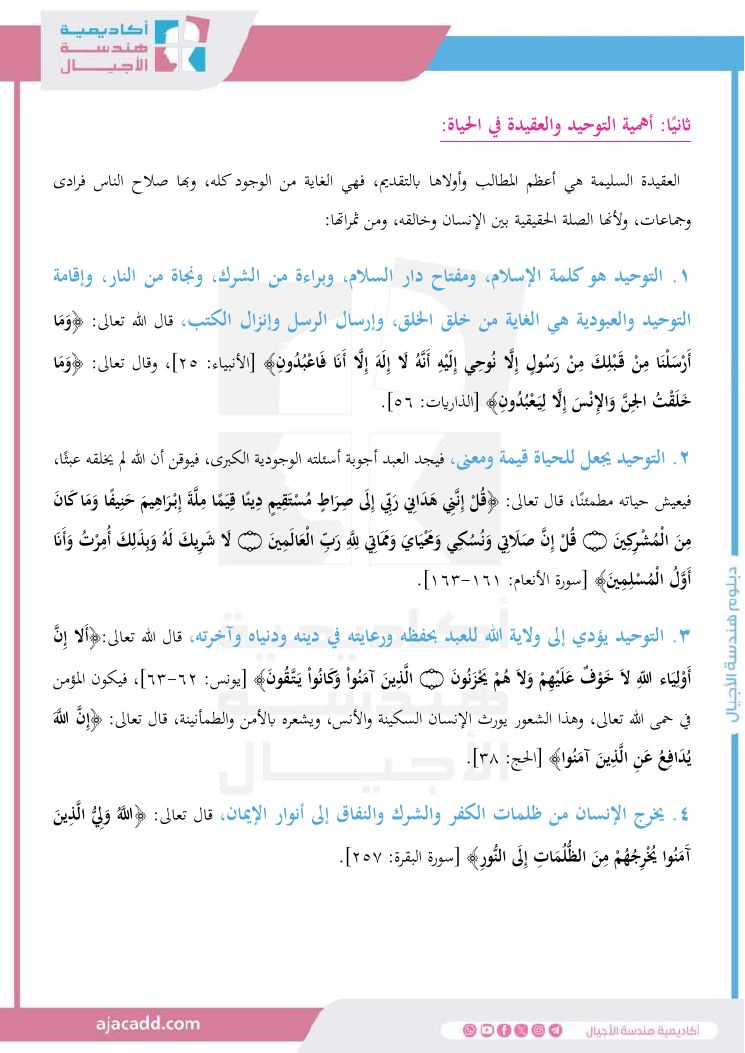 أكاديمية
هندسة
الأجيال
ثانيًا: أهمية التوحيد والعقيدة في الحياة:
العقيدة السليمة هي أعظم المطالب وأولاها بالتقديم، فهي الغاية من الوجود كله، وبها صلاح الناس فرادى
وجماعات، ولأنها الصلة الحقيقية بين الإنسان وخالقه، ومن ثمراتها:
١. التوحيد هو كلمة الإسلام، ومفتاح دار السلام، وبراءة من الشرك، ونجاة من النار، وإقامة
التوحيد والعبودية هي الغاية من خلق الخلق، وإرسال الرسل وإنزال الكتب، قال الله تعالى: ﴿وَمَا
أَرْسَلْنَا مِنْ قَبْلِكَ مِنْ رَسُولٍ إِلَّا نُوحِي إِلَيْهِ أَنَّهُ لَا إِلَهَ إِلَّا أَنَا فَاعْبُدُونِ﴾ [الأنبياء: ٢٥]، وقال تعالى: ﴿وَمَا
خَلَقْتُ الجِنَّ وَالإِنْسَ إِلَّا لِيَعْبُدُونِ﴾ [الذاريات: ٥٦].
٢. التوحيد يجعل للحياة قيمة ومعنى، فيجد العبد أجوبة أسئلته الوجودية الكبرى، فيوقن أن الله لم يخلقه عبثًا،
فيعيش حياته مطمئنًا، قال تعالى: ﴿قُلْ إِنَّنِي هَدَانِي رَبِّي إِلَى صِرَاطٍ مُسْتَقِيمٍ دِينًا قِيَمًا مِلَّةَ إِبْرَاهِيمَ حَنِيفًا وَمَا كَانَ
مِنَ الْمُشْرِكِينَ ۝ قُلْ إِنَّ صَلَاتِي وَنُسُكِي وَمَحْيَايَ وَمَمَاتِي لِلَّهِ رَبِّ الْعَالَمِينَ ۝ لَا شَرِيكَ لَهُ وَبِذَلِكَ أُمِرْتُ وَأَنَا
أَوَّلُ الْمُسْلِمِينَ﴾ [سورة الأنعام: ١٦١-١٦٣].
٣. التوحيد يؤدي إلى ولاية الله للعبد بحفظه ورعايته في دينه ودنياه وآخرته، قال الله تعالى:﴿أَلا إِنَّ
أَوْلِيَاء اللَّهِ لاَ خَوْفٌ عَلَيْهِمْ وَلاَ هُمْ يَحْزَنُونَ ۝ الَّذِينَ آمَنُواْ وَكَانُواْ يَتَّقُونَ﴾ [يونس: ٦٢-٦٣]، فيكون المؤمن
في حمى الله تعالى، وهذا الشعور يورث الإنسان السكينة والأنس، ويشعره بالأمن والطمأنينة، قال تعالى: ﴿إِنَّ اللَّهَ
يُدَافِعُ عَنِ الَّذِينَ آمَنُوا﴾ [الحج: ٣٨].
٤. يخرج الإنسان من ظلمات الكفر والشرك والنفاق إلى أنوار الإيمان، قال تعالى: ﴿اللَّهُ وَلِيُّ الَّذِينَ
آَمَنُوا يُخْرِجُهُمْ مِنَ الظُّلُمَاتِ إِلَى النُّورِ﴾ [سورة البقرة: ٢٥٧].
أكاديمية
هندسة
الأجيال
دبلوم هندسة الأجيال
ajacadd.com
أكاديمية هندسة الأجيال